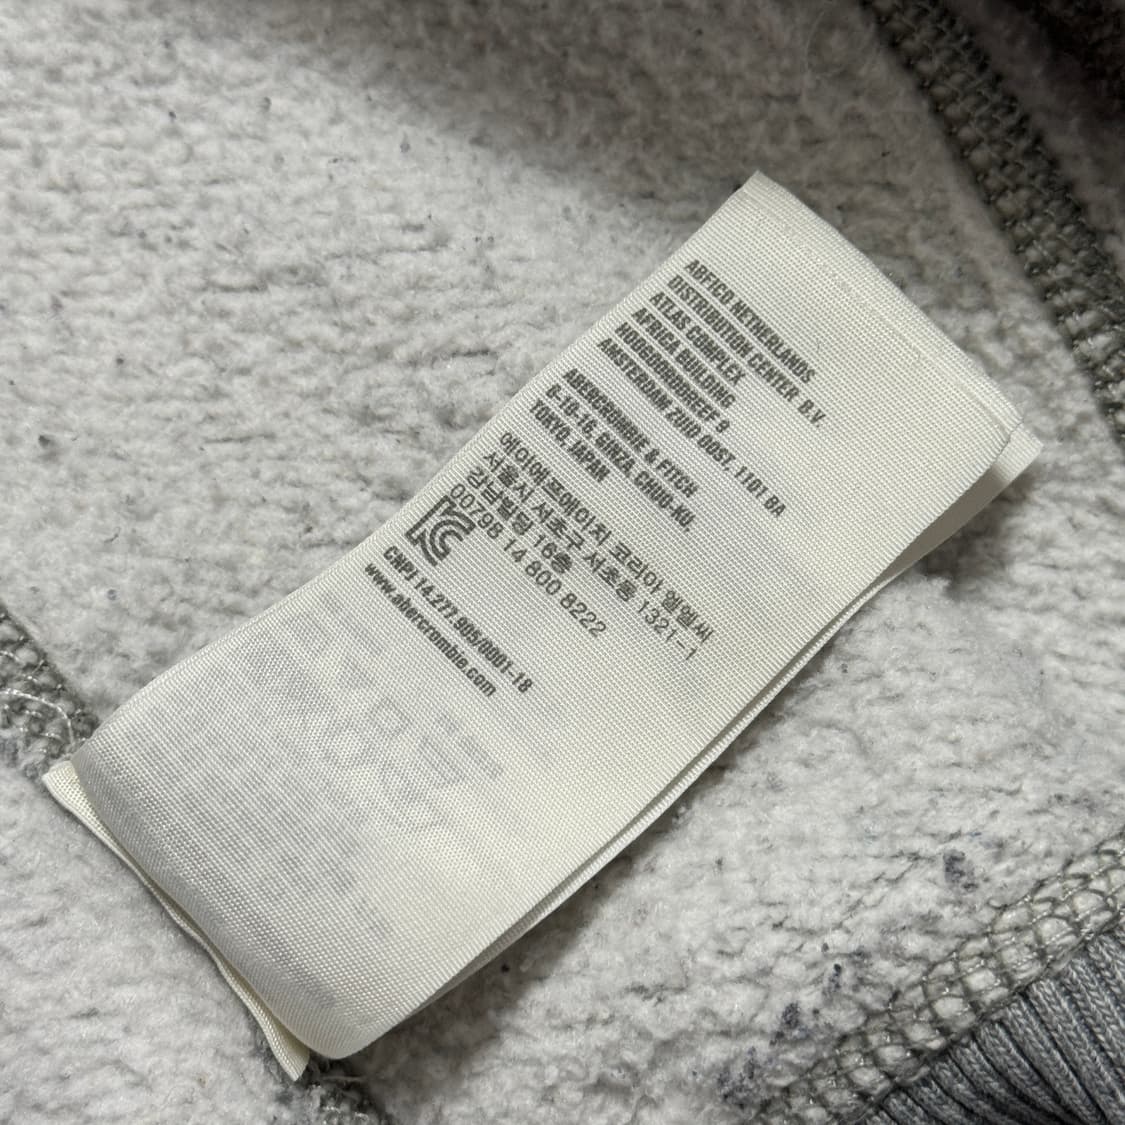 ABFICO NETHERLANDS
DISTRIBUTION CENTER B.V.
ATLAS COMPLEX
AFRICA BUILDING
HOOGOORDDREEF 9
AMSTERDAM ZUID OOST, 1101 BA
ABERCROMBIE & FITCH
6-10-15, GINZA, CHUO-KU
TOKYO, JAPAN
에이에프에이치 코리아 엘엘씨
서울시 서초구 서초동 1321-1
강남빌딩 16층
00798 14 800 8222
CNPJ 14.277.905/0001-18
www.abercrombie.com